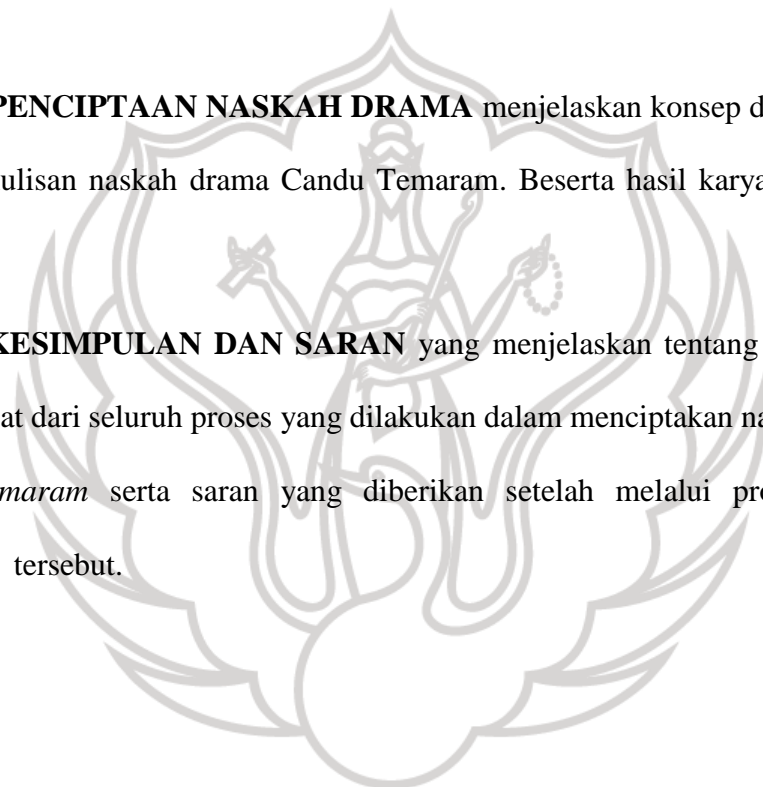 PENCIPTAAN NASKAH DRAMA menjelaskan konsep d
ulisan naskah drama Candu Temaram. Beserta hasil karya
KESIMPULAN DAN SARAN yang menjelaskan tentang
at dari seluruh proses yang dilakukan dalam menciptakan na
maram serta saran yang diberikan setelah melalui pro
tersebut.